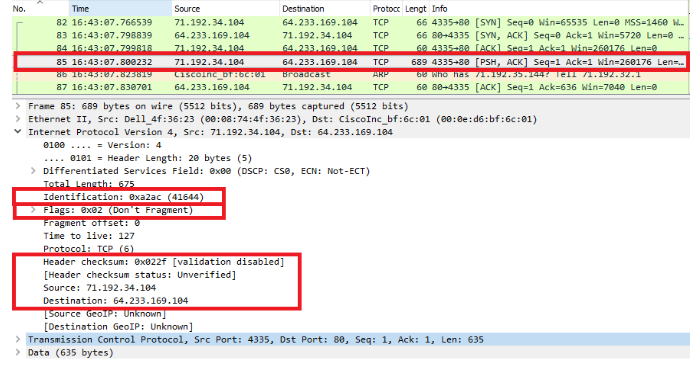 No. Time Source Destination Protocc Lengt Info
82 16:43:07.766539 71.192.34.104 64.233.169.104 TCP 66 4335→80 [SYN] Seq=0 Win=65535 Len=0 MSS=1460 W…
83 16:43:07.798839 64.233.169.104 71.192.34.104 TCP 66 80→4335 [SYN, ACK] Seq=0 Ack=1 Win=5720 Len=0 …
84 16:43:07.799818 71.192.34.104 64.233.169.104 TCP 60 4335→80 [ACK] Seq=1 Ack=1 Win=260176 Len=0
85 16:43:07.800232 71.192.34.104 64.233.169.104 TCP 689 4335→80 [PSH, ACK] Seq=1 Ack=1 Win=260176 Len=…
86 16:43:07.823819 CiscoInc_bf:6c:01 Broadcast ARP 60 Who has 71.192.35.144? Tell 71.192.32.1
87 16:43:07.830701 64.233.169.104 71.192.34.104 TCP 60 80→4335 [ACK] Seq=1 Ack=636 Win=7040 Len=0
Frame 85: 689 bytes on wire (5512 bits), 689 bytes captured (5512 bits)
Ethernet II, Src: Dell_4f:36:23 (00:08:74:4f:36:23), Dst: CiscoInc_bf:6c:01 (00:0e:d6:bf:6c:01)
Internet Protocol Version 4, Src: 71.192.34.104, Dst: 64.233.169.104
0100 .... = Version: 4
.... 0101 = Header Length: 20 bytes (5)
Differentiated Services Field: 0x00 (DSCP: CS0, ECN: Not-ECT)
Total Length: 675
Identification: 0xa2ac (41644)
Flags: 0x02 (Don't Fragment)
Fragment offset: 0
Time to live: 127
Protocol: TCP (6)
Header checksum: 0x022f [validation disabled]
[Header checksum status: Unverified]
Source: 71.192.34.104
Destination: 64.233.169.104
[Source GeoIP: Unknown]
[Destination GeoIP: Unknown]
Transmission Control Protocol, Src Port: 4335, Dst Port: 80, Seq: 1, Ack: 1, Len: 635
Data (635 bytes)